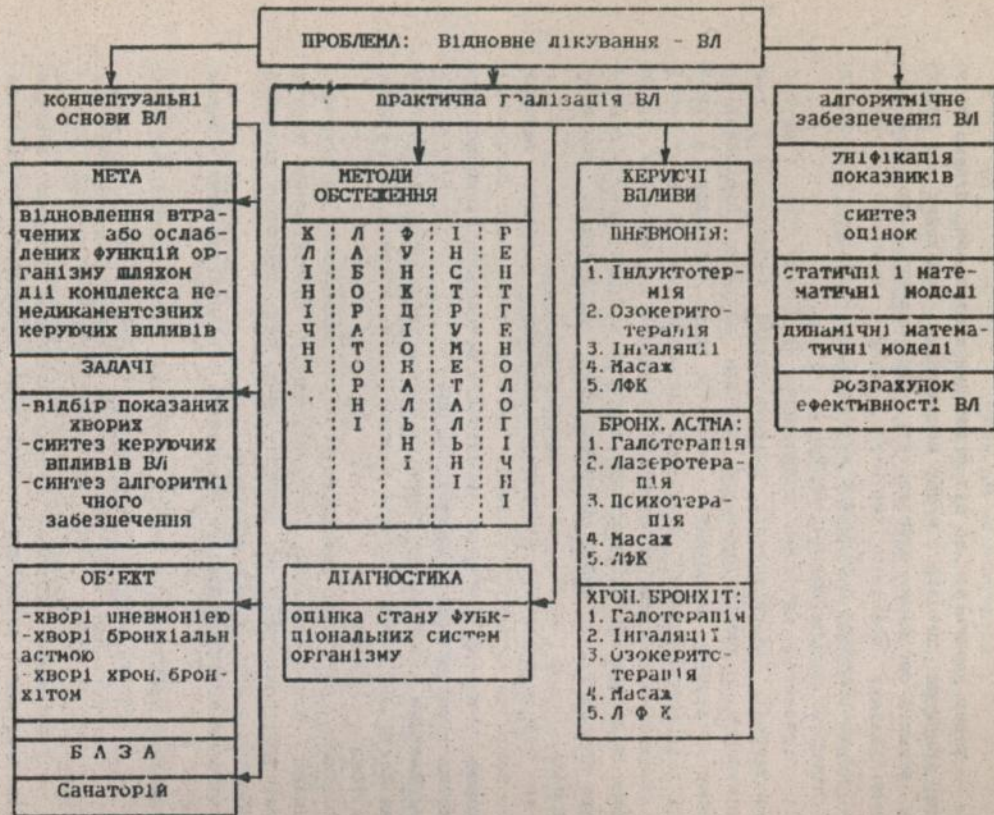 ПРОБЛЕМА: Відновне лікування - ВЛ
концептуальні
основи ВЛ
МЕТА
відновлення втра-
чених або ослаб-
лених функцій ор-
ганізму шляхом
дії комплекса не-
медикаментозних
керуючих впливів
ЗАДАЧІ
-відбір показаних
хворих
-синтез керуючих
впливів ВЛ
-синтез алгоритмі
чного
забезпечення
ОБ'ЕКТ
-хворі пневмонією
-хворі бронхіальн
астмою
-хворі хрон. брон-
хітом
Б А З А
Санаторій
практична реалізація ВЛ
МЕТОДИ
ОБСТЕЖЕННЯ
КЛІНІЧНІ
ЛАБОРАТОРНІ
ФУНКЦІОНАЛЬНІ
ІНСТРУМЕТАЛЬНІ
РЕНТГЕНОЛОГІЧНІ
ДІАГНОСТИКА
оцінка стану функ-
ціональних систем
організму
КЕРУЮЧІ
ВПЛИВИ
ПНЕВМОНІЯ:
1. Індуктотер-
мія
2. Озокерито-
терапія
3. Інгаляції
4. Масаж
5. ЛФК
БРОНХ. АСТМА:
1. Галотерапія
2. Лазеротера-
пія
3. Психотера-
пія
4. Масаж
5. ЛФК
ХРОН. БРОНХІТ:
1. Галотерапія
2. Інгаляції
3. Озокерито-
терапія
4. Масаж
5. Л Ф К
алгоритмічне
забезпечення ВЛ
уніфікація
показників
синтез
оцінок
статичні і мате-
матичні моделі
динамічні матема-
тичні моделі
розрахунок
ефективності ВЛ